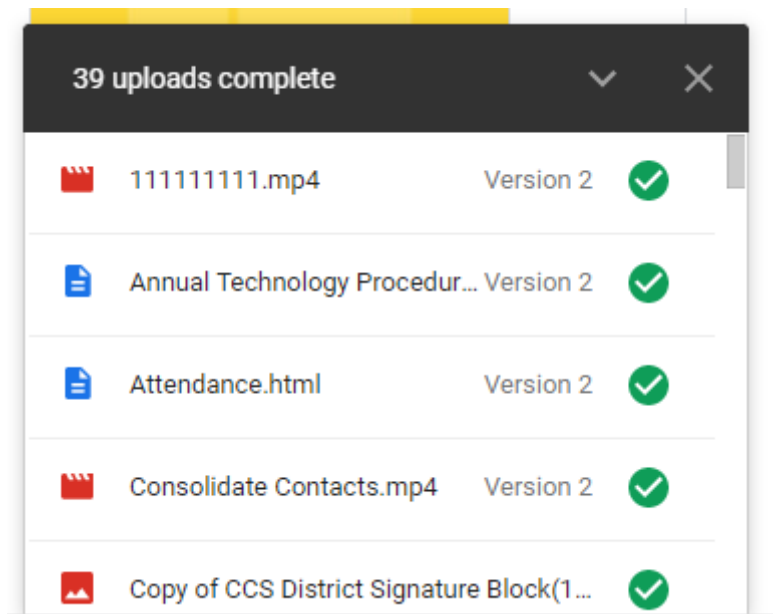 39 uploads complete
111111111.mp4 Version 2
Annual Technology Procedur... Version 2
Attendance.html Version 2
Consolidate Contacts.mp4 Version 2
Copy of CCS District Signature Block(1...